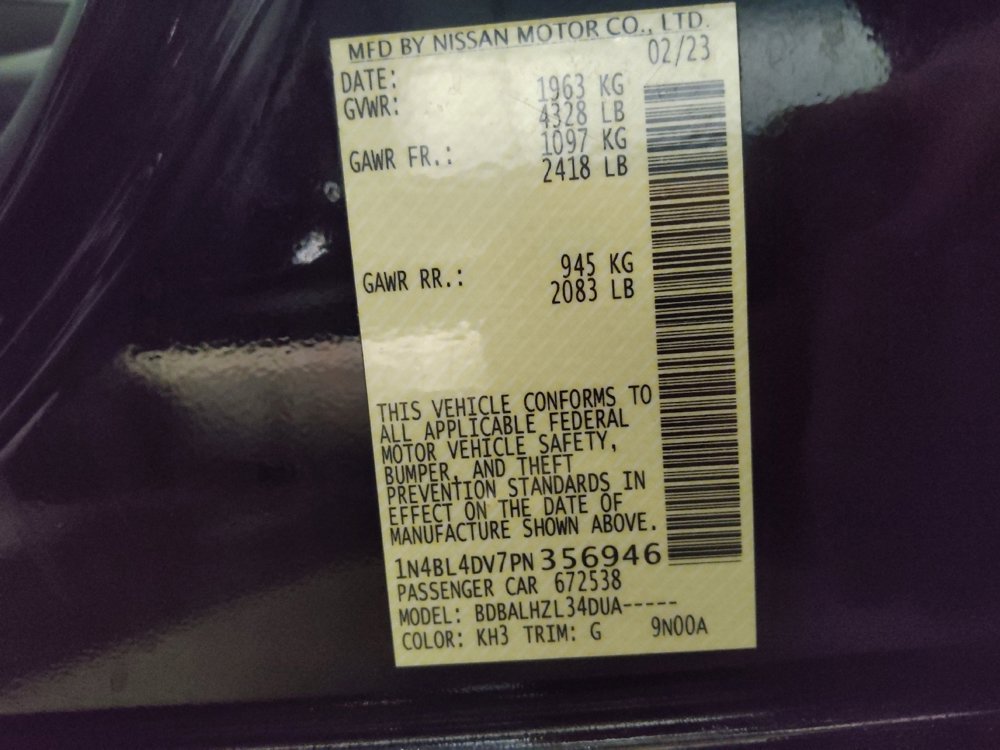 MFD BY NISSAN MOTOR CO., LTD.
DATE: 02/23
GVWR: 1963 KG
4328 LB
GAWR FR.: 1097 KG
2418 LB
GAWR RR.: 945 KG
2083 LB
THIS VEHICLE CONFORMS TO
ALL APPLICABLE FEDERAL
MOTOR VEHICLE SAFETY,
BUMPER, AND THEFT
PREVENTION STANDARDS IN
EFFECT ON THE DATE OF
MANUFACTURE SHOWN ABOVE.
1N4BL4DV7PN 356946
PASSENGER CAR 672538
MODEL: BDBALHZL34DUA-----
COLOR: KH3 TRIM: G 9N00A